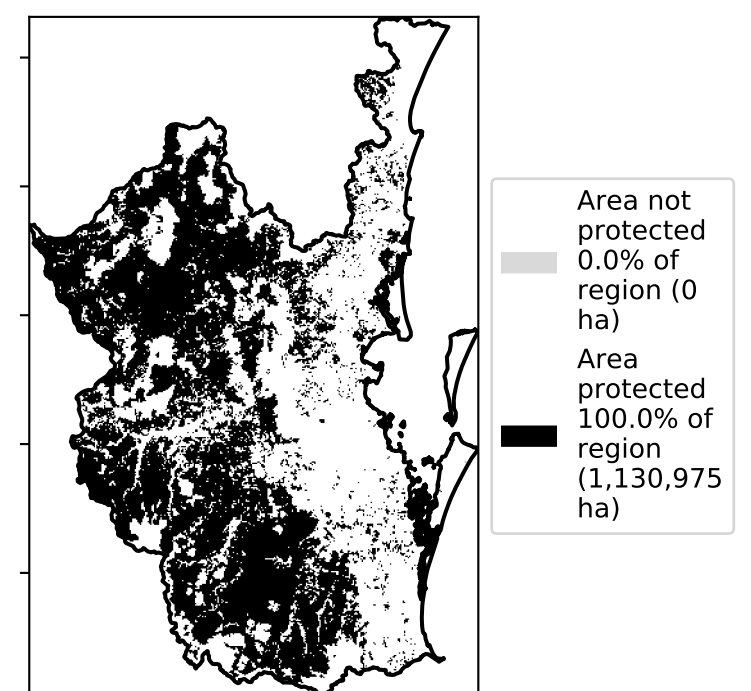 Area not
protected
0.0% of
region (0
ha)
Area
protected
100.0% of
region
(1,130,975
ha)